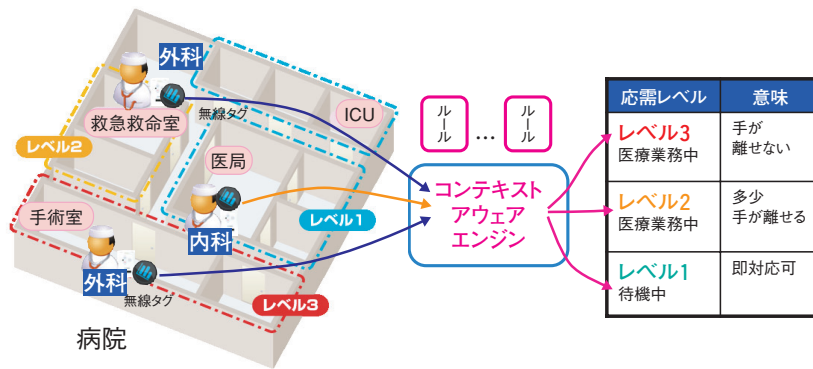 外科
無線タグ
救急救命室
ICU
レベル2
医局
手術室
内科
レベル1
外科
無線タグ
レベル3
病院
ルール
…
ルール
コンテキスト
アウェア
エンジン
応需レベル
意味
レベル3
医療業務中
手が
離せない
レベル2
医療業務中
多少
手が離せる
レベル1
待機中
即対応可